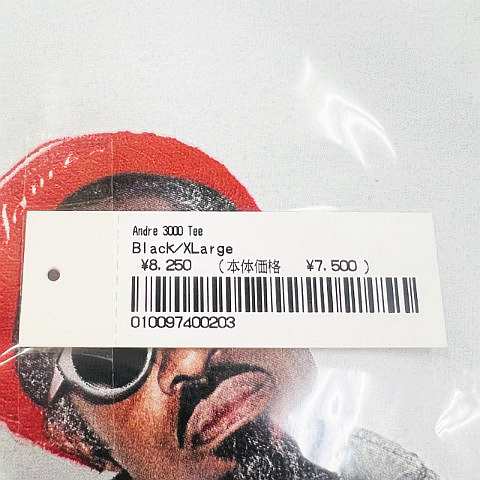 Andre 3000 Tee
Black/XLarge
¥8,250 (本体価格 ¥7,500 )
010097400203